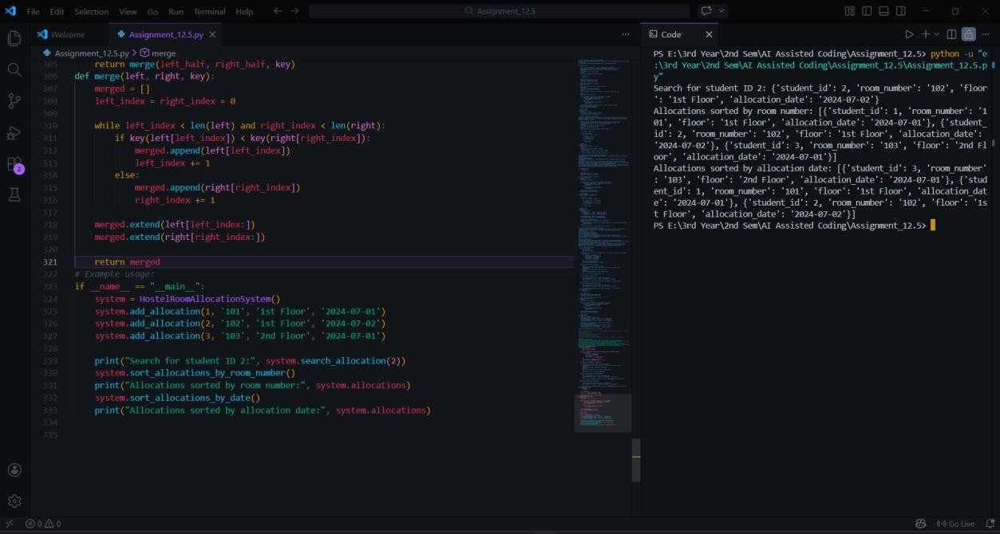 File Edit Selection View Go Run Terminal Help
Assignment_12.5
Welcome
Assignment_12.5.py
Assignment_12.5.py > merge
305 return merge(left_half, right_half, key)
306 def merge(left, right, key):
307 merged = []
308 left_index = right_index = 0
309
310 while left_index < len(left) and right_index < len(right):
311 if key(left[left_index]) < key(right[right_index]):
312 merged.append(left[left_index])
313 left_index += 1
314 else:
315 merged.append(right[right_index])
316 right_index += 1
317
318 merged.extend(left[left_index:])
319 merged.extend(right[right_index:])
320
321 return merged
322 # Example usage:
323 if __name__ == "__main__":
324 system = HostelRoomAllocationSystem()
325 system.add_allocation(1, '101', '1st Floor', '2024-07-01')
326 system.add_allocation(2, '102', '1st Floor', '2024-07-02')
327 system.add_allocation(3, '103', '2nd Floor', '2024-07-01')
328
329 print("Search for student ID 2:", system.search_allocation(2))
330 system.sort_allocations_by_room_number()
331 print("Allocations sorted by room number:", system.allocations)
332 system.sort_allocations_by_date()
333 print("Allocations sorted by allocation date:", system.allocations)
334
335
Code
PS E:\3rd Year\2nd Sem\AI Assisted Coding\Assignment_12.5> python -u "e
:\3rd Year\2nd Sem\AI Assisted Coding\Assignment_12.5\Assignment_12.5.p
y"
Search for student ID 2: {'student_id': 2, 'room_number': '102', 'floor
': '1st Floor', 'allocation_date': '2024-07-02'}
Allocations sorted by room number: [{'student_id': 1, 'room_number': '1
01', 'floor': '1st Floor', 'allocation_date': '2024-07-01'}, {'student_
id': 2, 'room_number': '102', 'floor': '1st Floor', 'allocation_date':
'2024-07-02'}, {'student_id': 3, 'room_number': '103', 'floor': '2nd Fl
oor', 'allocation_date': '2024-07-01'}]
Allocations sorted by allocation date: [{'student_id': 3, 'room_number'
: '103', 'floor': '2nd Floor', 'allocation_date': '2024-07-01'}, {'stud
ent_id': 1, 'room_number': '101', 'floor': '1st Floor', 'allocation_dat
e': '2024-07-01'}, {'student_id': 2, 'room_number': '102', 'floor': '1s
t Floor', 'allocation_date': '2024-07-02'}]
PS E:\3rd Year\2nd Sem\AI Assisted Coding\Assignment_12.5>
2
0 0
Go Live